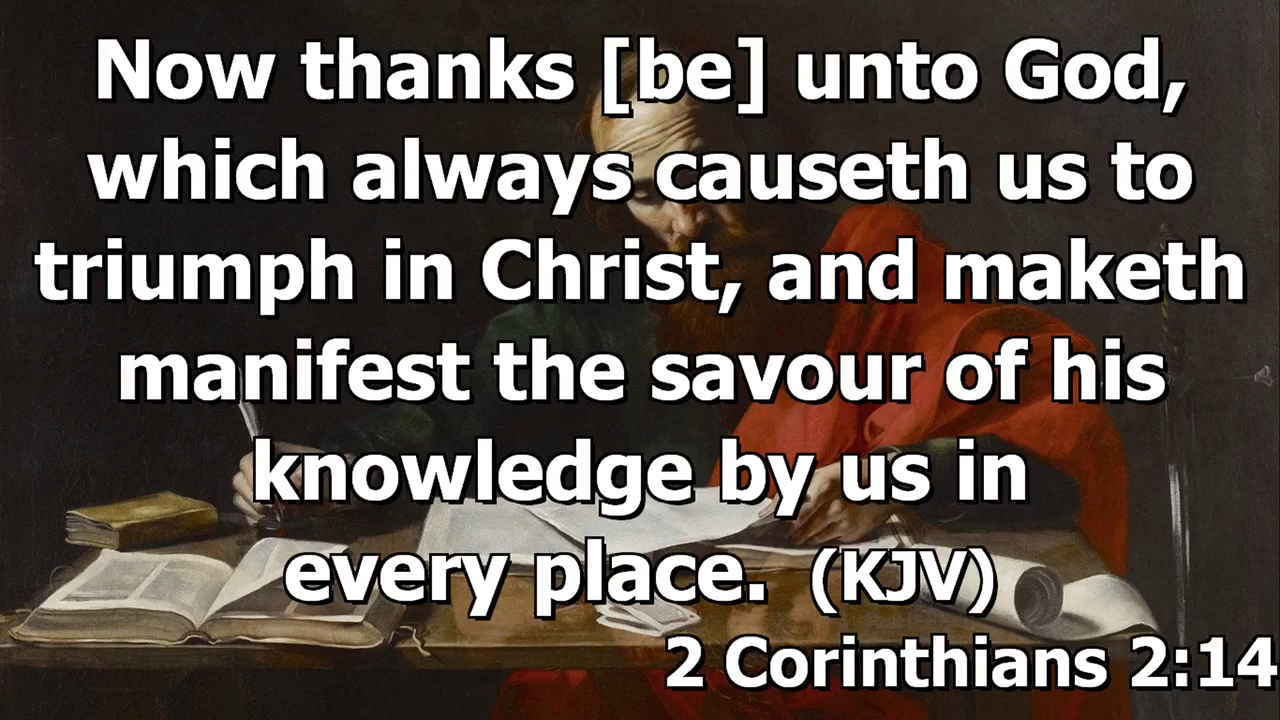 Now thanks [be] unto God,
which always causeth us to
triumph in Christ, and maketh
manifest the savour of his
knowledge by us in
every place. (KJV)
2 Corinthians 2:14